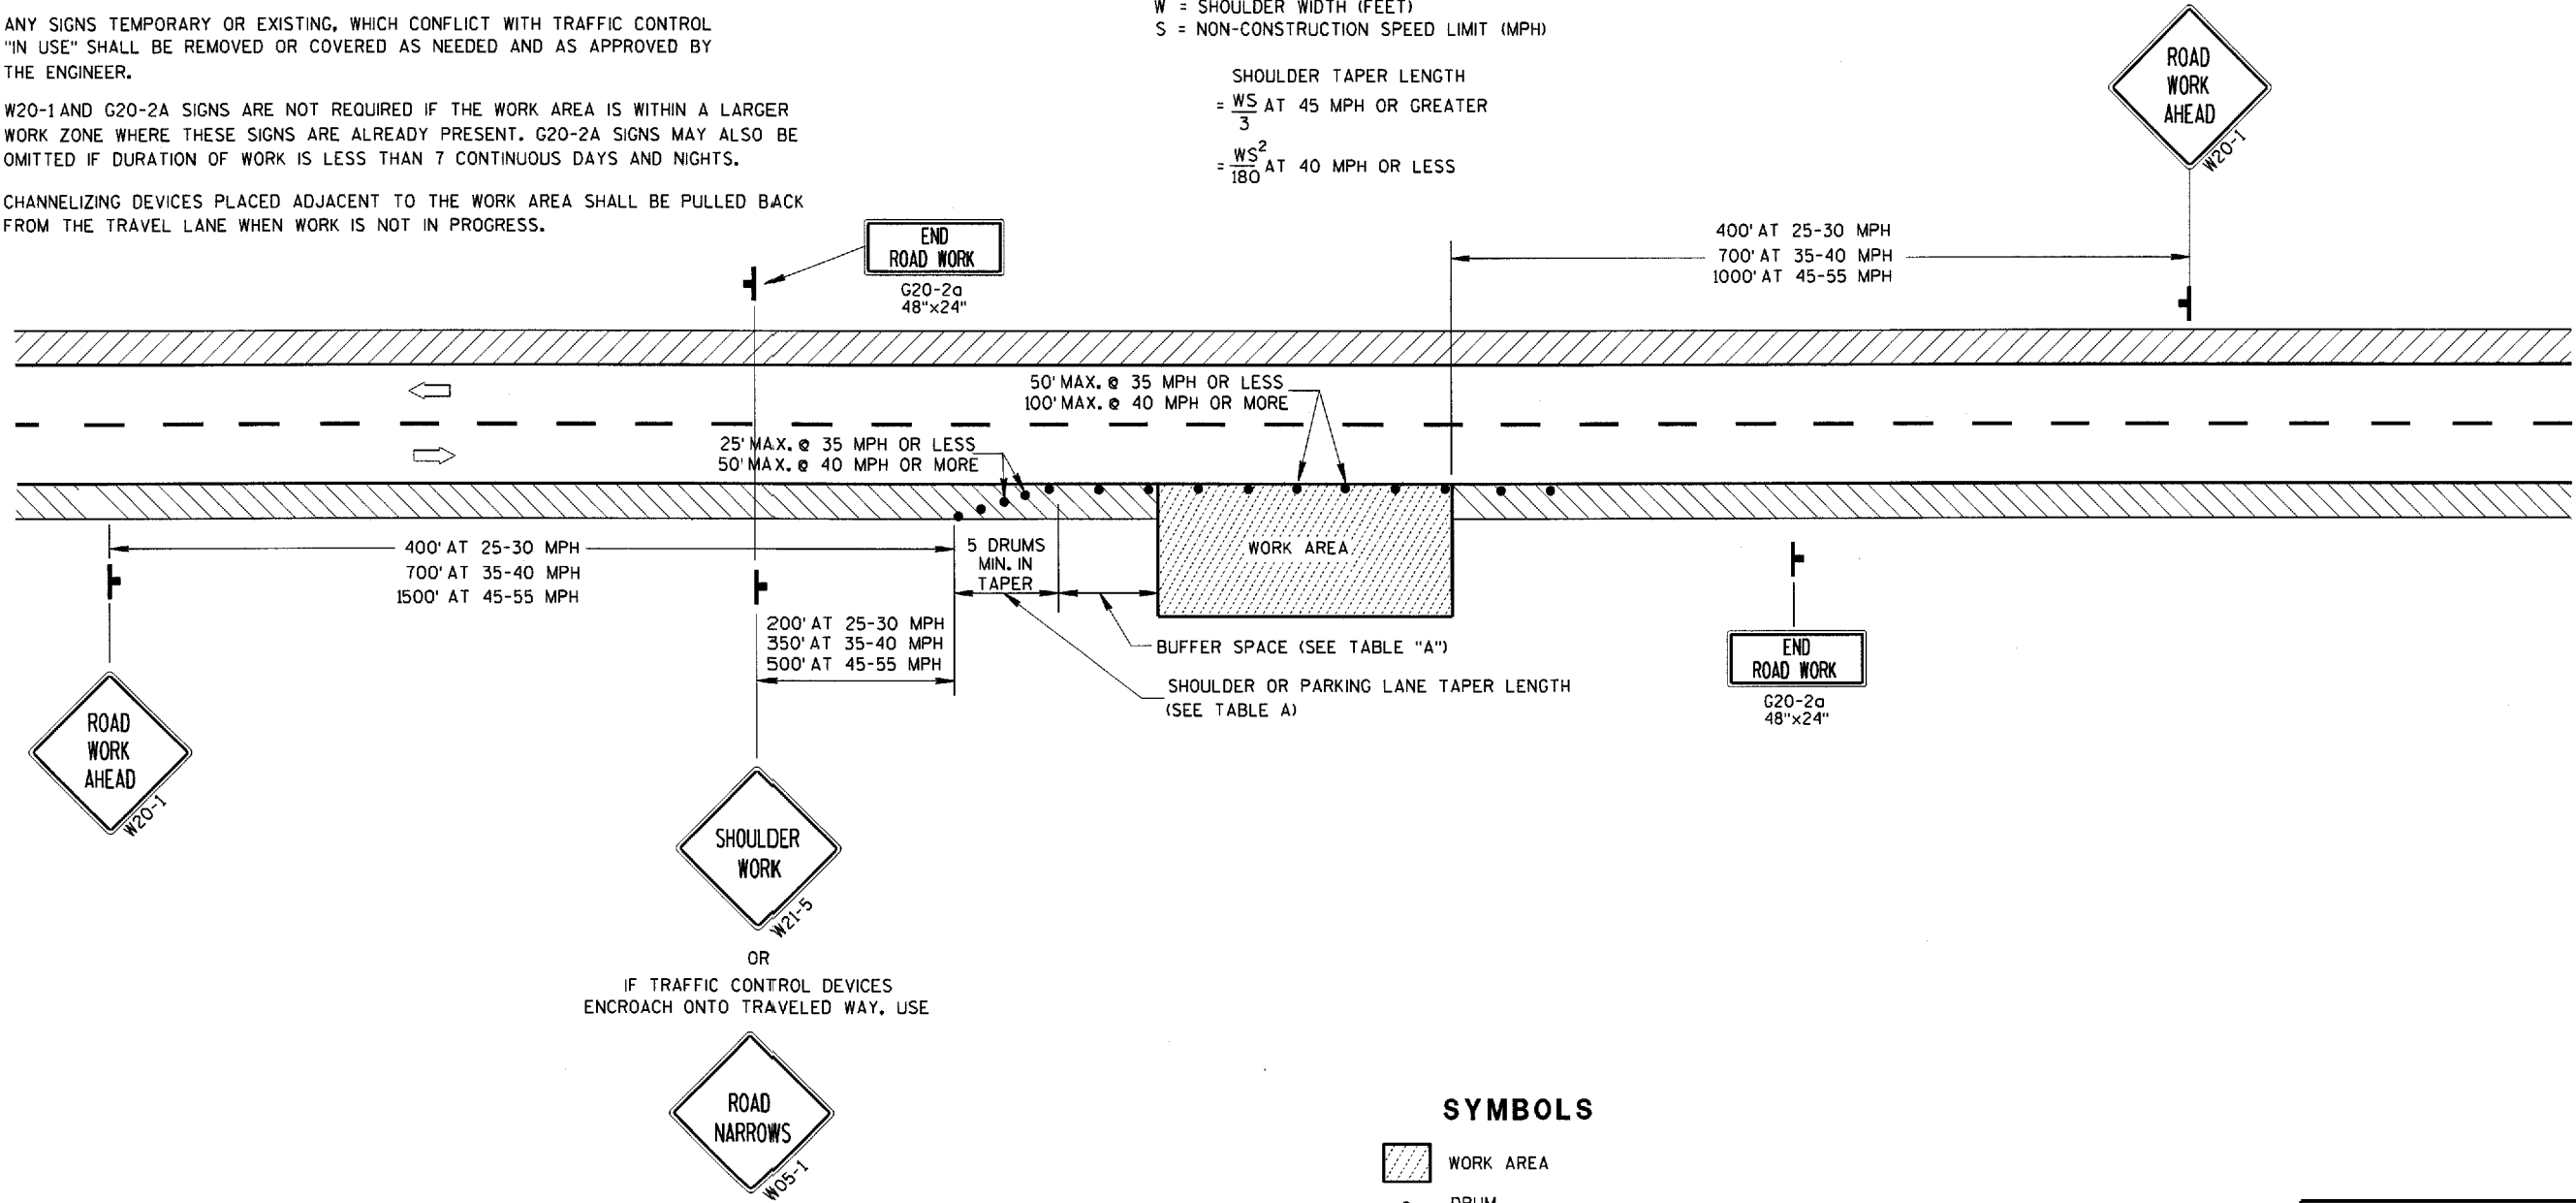 ANY SIGNS TEMPORARY OR EXISTING, WHICH CONFLICT WITH TRAFFIC CONTROL
"IN USE" SHALL BE REMOVED OR COVERED AS NEEDED AND AS APPROVED BY
THE ENGINEER.
W20-1 AND G20-2A SIGNS ARE NOT REQUIRED IF THE WORK AREA IS WITHIN A LARGER
WORK ZONE WHERE THESE SIGNS ARE ALREADY PRESENT. G20-2A SIGNS MAY ALSO BE
OMITTED IF DURATION OF WORK IS LESS THAN 7 CONTINUOUS DAYS AND NIGHTS.
CHANNELIZING DEVICES PLACED ADJACENT TO THE WORK AREA SHALL BE PULLED BACK
FROM THE TRAVEL LANE WHEN WORK IS NOT IN PROGRESS.
W = SHOULDER WIDTH (FEET)
S = NON-CONSTRUCTION SPEED LIMIT (MPH)
SHOULDER TAPER LENGTH
= WS/3 AT 45 MPH OR GREATER
= WS²/180 AT 40 MPH OR LESS
ROAD
WORK
AHEAD
W20-1
END
ROAD WORK
G20-2a
48"x24"
400' AT 25-30 MPH
700' AT 35-40 MPH
1000' AT 45-55 MPH
50' MAX. @ 35 MPH OR LESS
100' MAX. @ 40 MPH OR MORE
25' MAX. @ 35 MPH OR LESS
50' MAX. @ 40 MPH OR MORE
400' AT 25-30 MPH
700' AT 35-40 MPH
1500' AT 45-55 MPH
5 DRUMS
MIN. IN
TAPER
WORK AREA
200' AT 25-30 MPH
350' AT 35-40 MPH
500' AT 45-55 MPH
BUFFER SPACE (SEE TABLE "A")
SHOULDER OR PARKING LANE TAPER LENGTH
(SEE TABLE A)
END
ROAD WORK
G20-2a
48"x24"
ROAD
WORK
AHEAD
W20-1
SHOULDER
WORK
W21-5
OR
IF TRAFFIC CONTROL DEVICES
ENCROACH ONTO TRAVELED WAY, USE
ROAD
NARROWS
W05-1
SYMBOLS
WORK AREA
DRUM